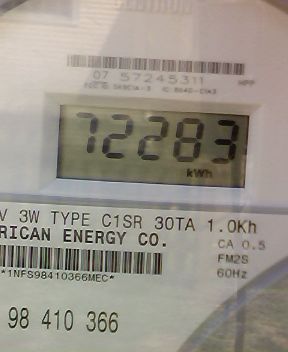 07 57245311
72283
kWh
V 3W TYPE C1SR 30TA 1.0Kh
RICAN ENERGY CO.
CA 0.5
FM2S
60Hz
*1NFS98410366MEC*
98 410 366